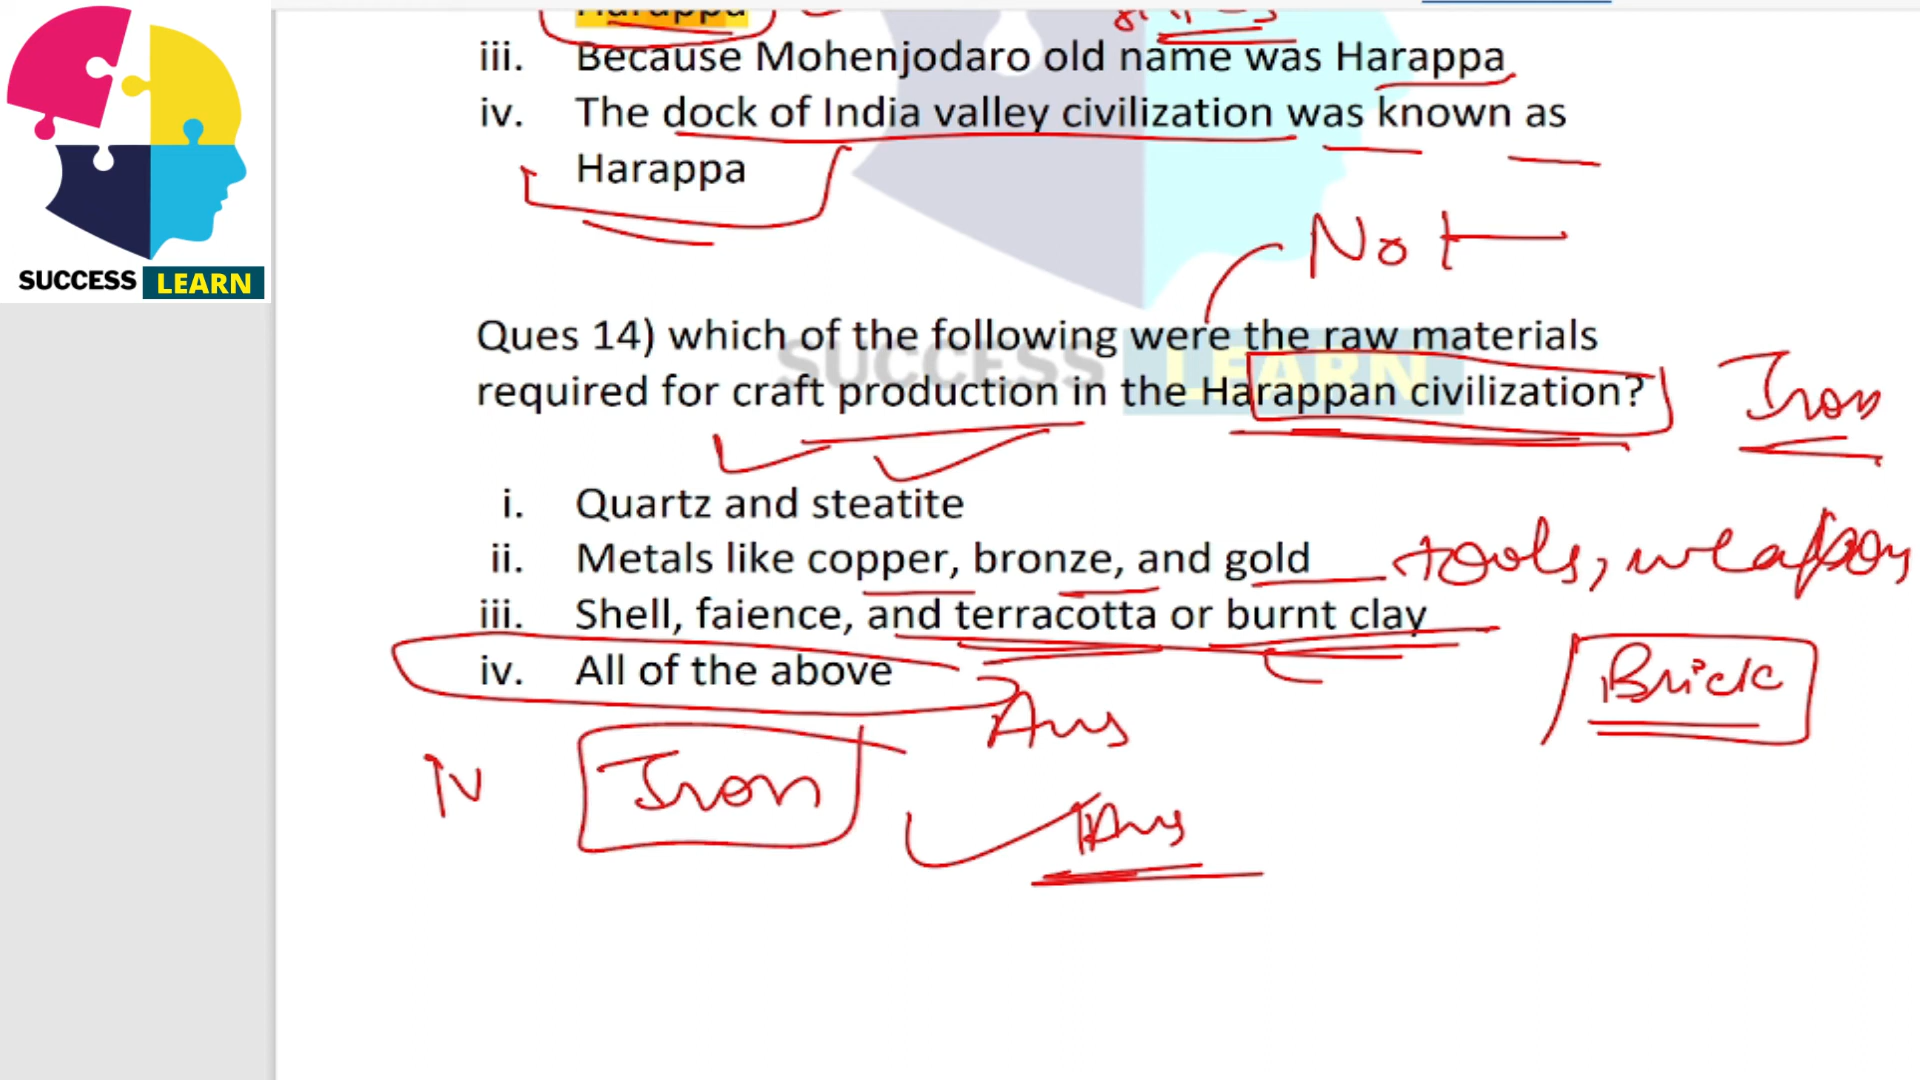 Harappa
iii. Because Mohenjodaro old name was Harappa
iv. The dock of India valley civilization was known as
Harappa
SUCCESS LEARN
Not
Ques 14) which of the following were the raw materials
required for craft production in the Harappan civilization?
SUCCESS LEARN
Iron
i. Quartz and steatite
ii. Metals like copper, bronze, and gold
tools, weapons
iii. Shell, faience, and terracotta or burnt clay
iv. All of the above
Brick
Ans
IV Iron
Ans